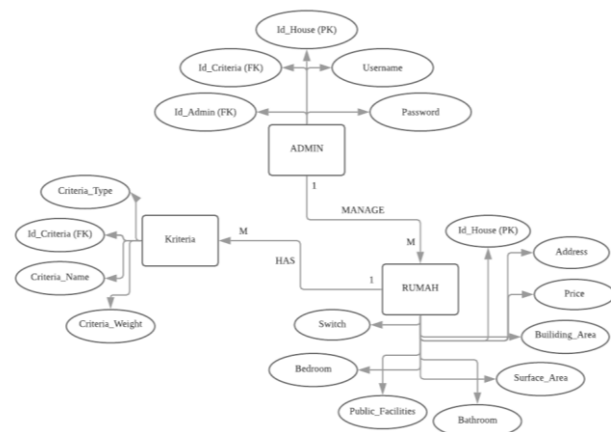 Id_House (PK)
Id_Criteria (FK)
Username
Id_Admin (FK)
Password
ADMIN
1
Criteria_Type
MANAGE
Id_Criteria (FK)
Kriteria
M
M
Id_House (PK)
Address
HAS
1
RUMAH
Criteria_Name
Price
Criteria_Weight
Switch
Builiding_Area
Bedroom
Surface_Area
Public_Facilities
Bathroom